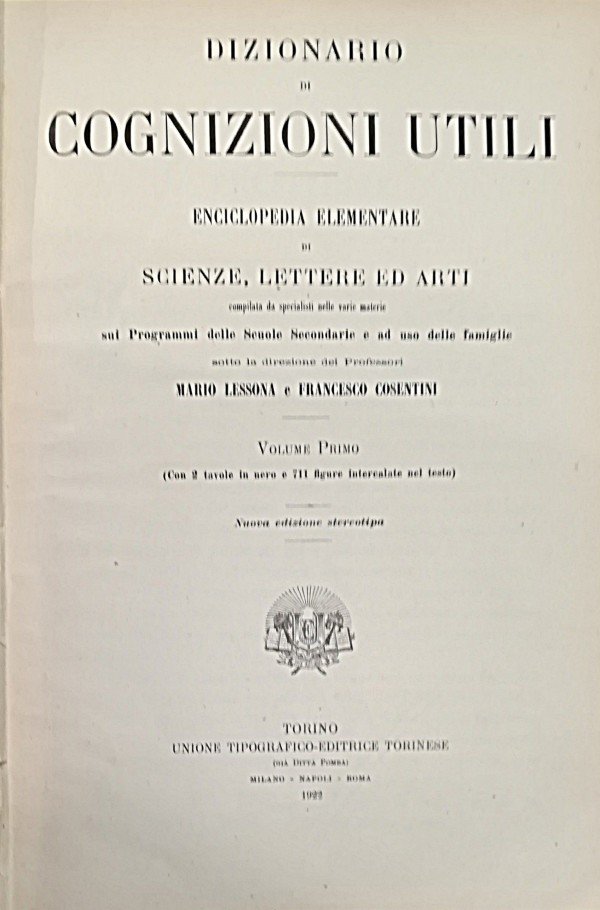 DIZIONARIO
DI
COGNIZIONI UTILI
ENCICLOPEDIA ELEMENTARE
DI
SCIENZE, LETTERE ED ARTI
compilata da specialisti nelle varie materie
sui Programmi delle Scuole Secondarie e ad uso delle famiglie
sotto la direzione dei Professori
MARIO LESSONA e FRANCESCO COSENTINI
VOLUME PRIMO
(Con 2 tavole in nero e 711 figure intercalate nel testo)
Nuova edizione stereotipa
TORINO
UNIONE TIPOGRAFICO-EDITRICE TORINESE
(GIÀ DITTA POMBA)
MILANO - NAPOLI - ROMA
1922